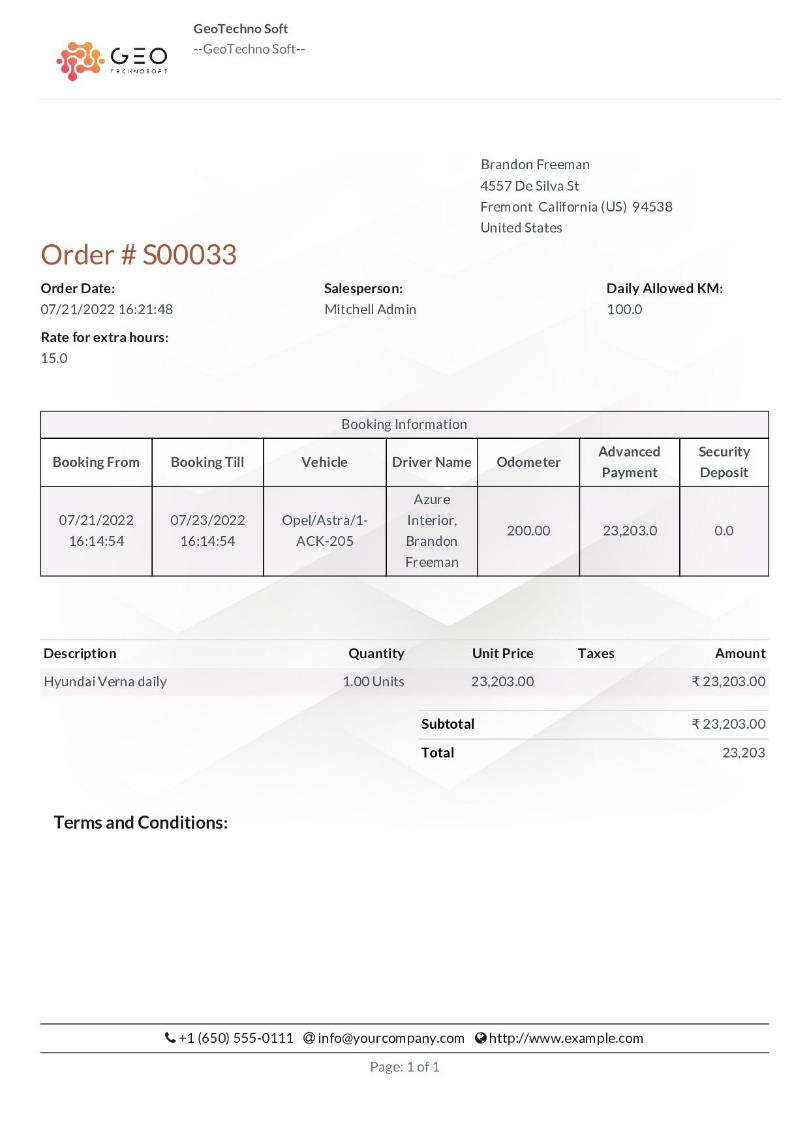 GeoTechno Soft
--GeoTechno Soft--
GEO
TECHNOSOFT
Brandon Freeman
4557 De Silva St
Fremont California (US) 94538
United States
Order # S00033
Order Date: Salesperson: Daily Allowed KM:
07/21/2022 16:21:48 Mitchell Admin 100.0
Rate for extra hours:
15.0
Booking Information
Booking From Booking Till Vehicle Driver Name Odometer Advanced Payment Security Deposit
07/21/2022 16:14:54 07/23/2022 16:14:54 Opel/Astra/1-ACK-205 Azure Interior, Brandon Freeman 200.00 23,203.0 0.0
Description Quantity Unit Price Taxes Amount
Hyundai Verna daily 1.00 Units 23,203.00 ₹ 23,203.00
Subtotal ₹ 23,203.00
Total 23,203
Terms and Conditions:
+1 (650) 555-0111 @ info@yourcompany.com http://www.example.com
Page: 1 of 1